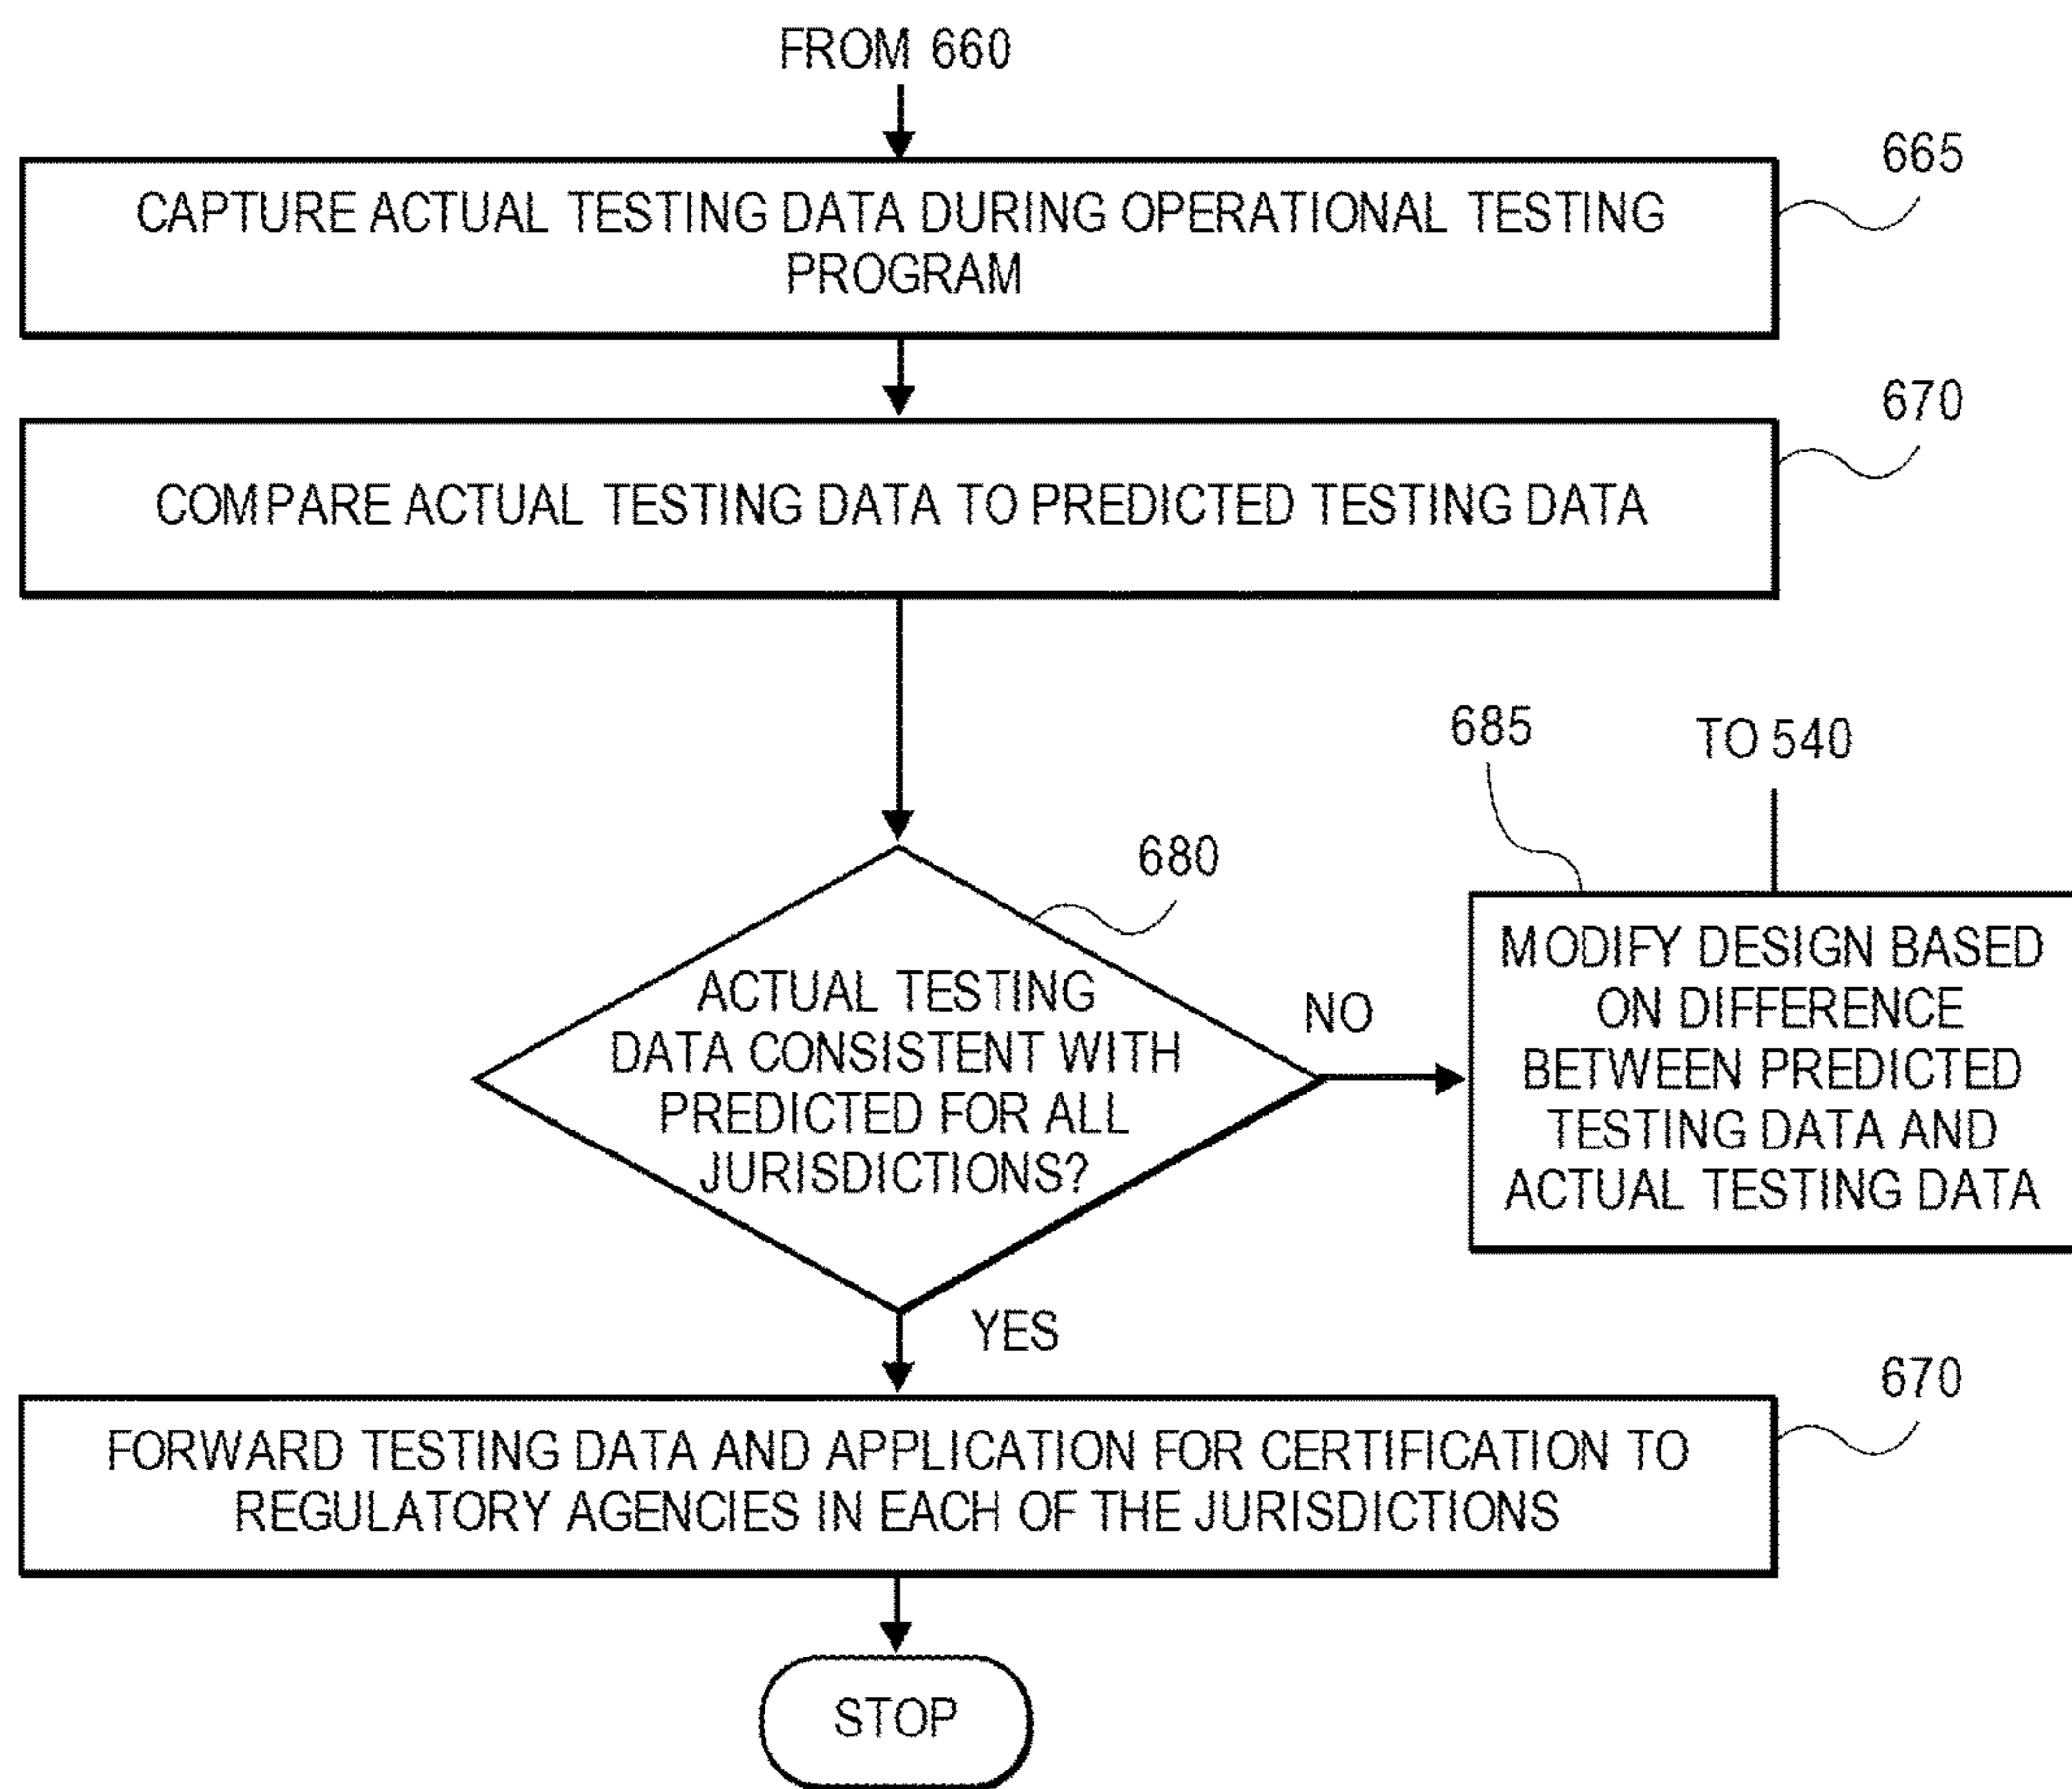 FROM 660
665
CAPTURE ACTUAL TESTING DATA DURING OPERATIONAL TESTING
PROGRAM
670
COMPARE ACTUAL TESTING DATA TO PREDICTED TESTING DATA
680
ACTUAL TESTING
DATA CONSISTENT WITH
PREDICTED FOR ALL
JURISDICTIONS?
NO
685
TO 540
MODIFY DESIGN BASED
ON DIFFERENCE
BETWEEN PREDICTED
TESTING DATA AND
ACTUAL TESTING DATA
YES
670
FORWARD TESTING DATA AND APPLICATION FOR CERTIFICATION TO
REGULATORY AGENCIES IN EACH OF THE JURISDICTIONS
STOP